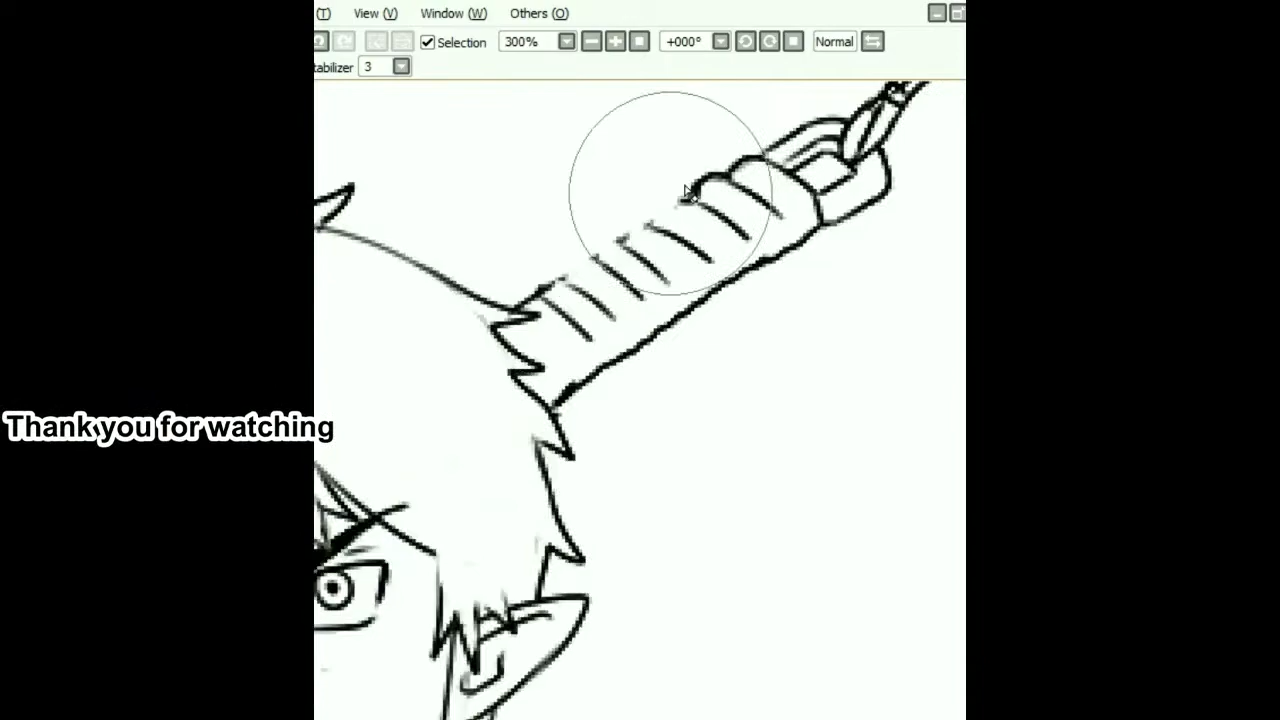 (T) View (V) Window (W) Others (O)
Selection 300% +000° Normal
tabilizer 3
Thank you for watching